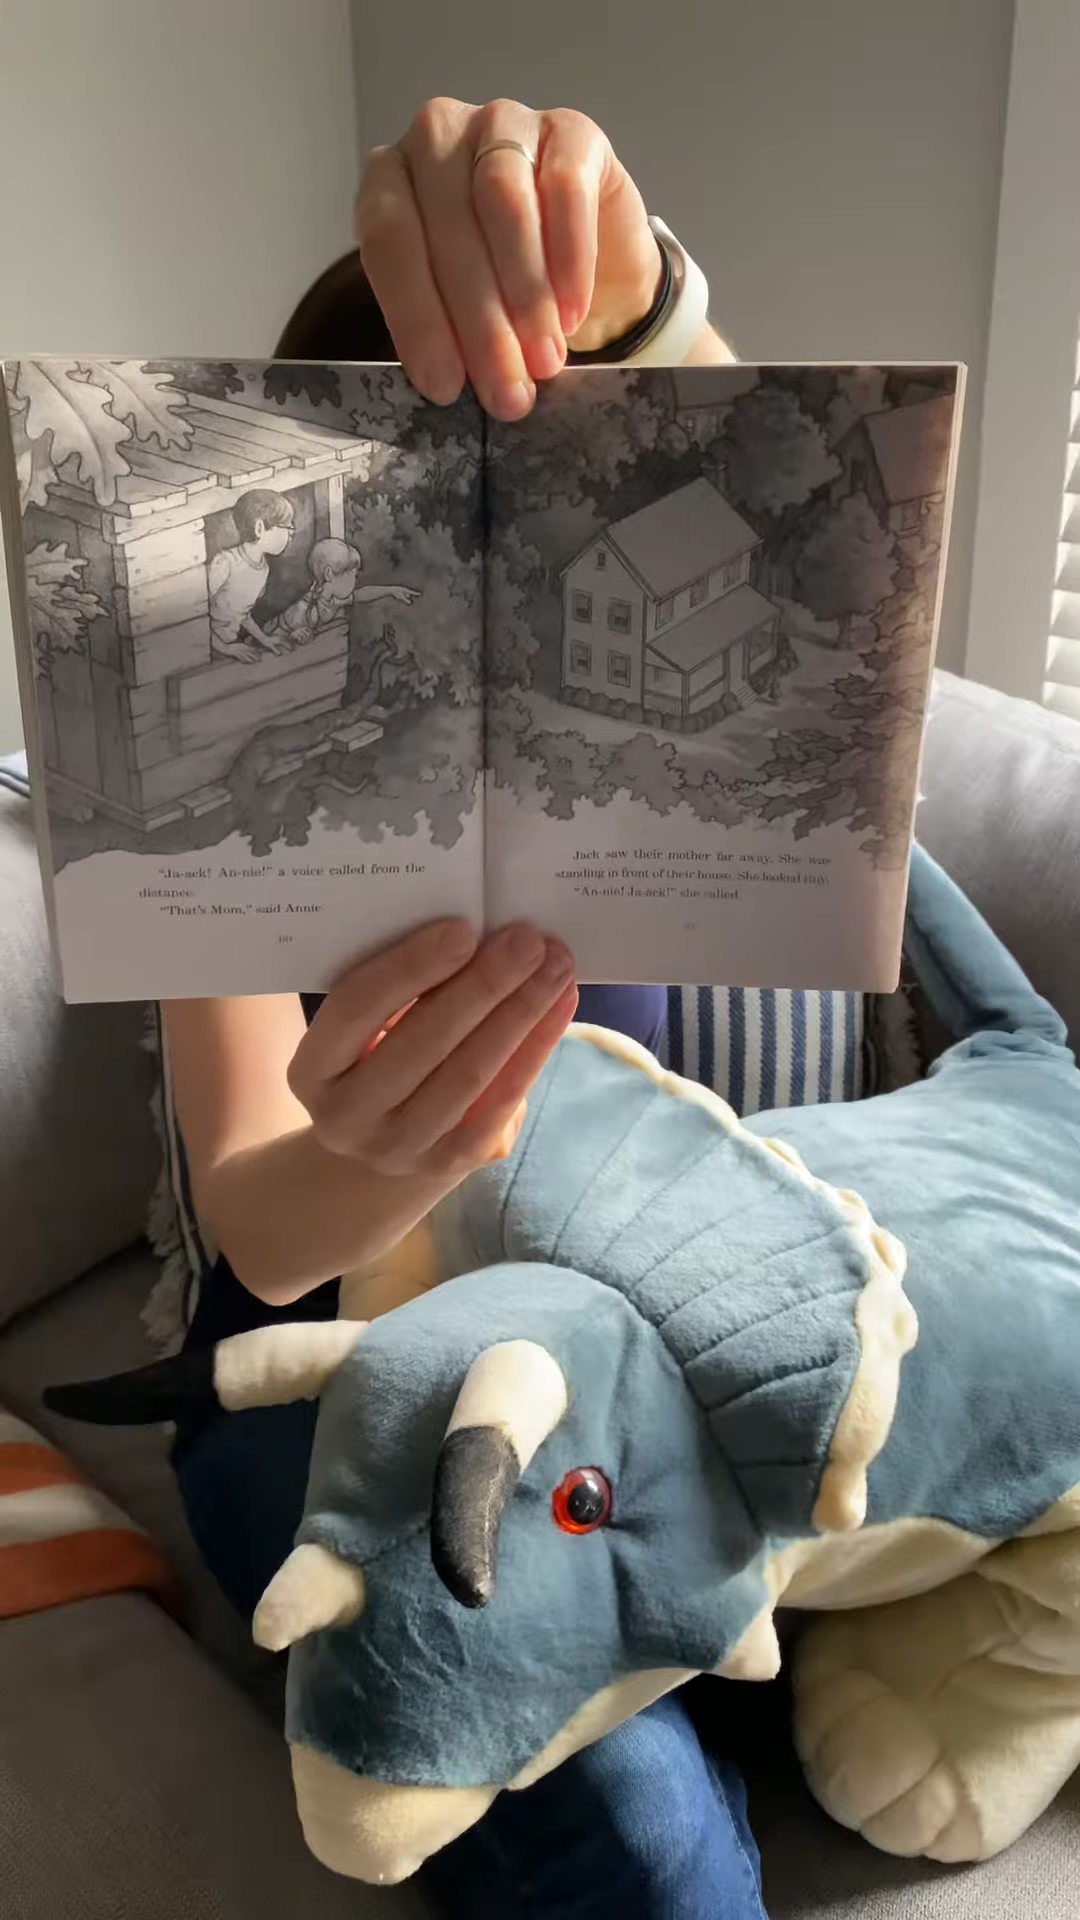 “Ja-ack! An-nie!” a voice called from the
distance.
“That’s Mom,” said Annie.
60
Jack saw their mother far away. She was
standing in front of their house. She looked tiny.
“An-nie! Ja-ack!” she called.